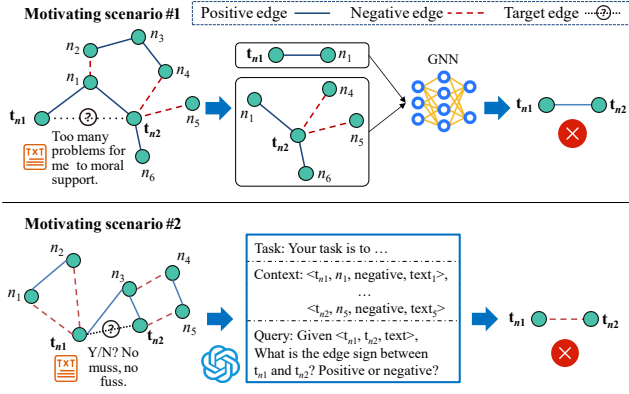 Motivating scenario #1
Positive edge
Negative edge
Target edge
?
n3
n2
n1
n4
?
tn1
tn2
n5
n6
TXT
Too many
problems for
me to moral
support.
tn1
n1
n1
n4
tn2
n5
n6
GNN
tn1
tn2
Motivating scenario #2
n2
n1
n3
n4
n5
?
tn1
tn2
TXT
Y/N? No
muss, no
fuss.
Task: Your task is to …
Context: <tn1, n1, negative, text1>,
…
<tn2, n5, negative, text5>
Query: Given <tn1, tn2, text>,
What is the edge sign between
tn1 and tn2? Positive or negative?
tn1
tn2